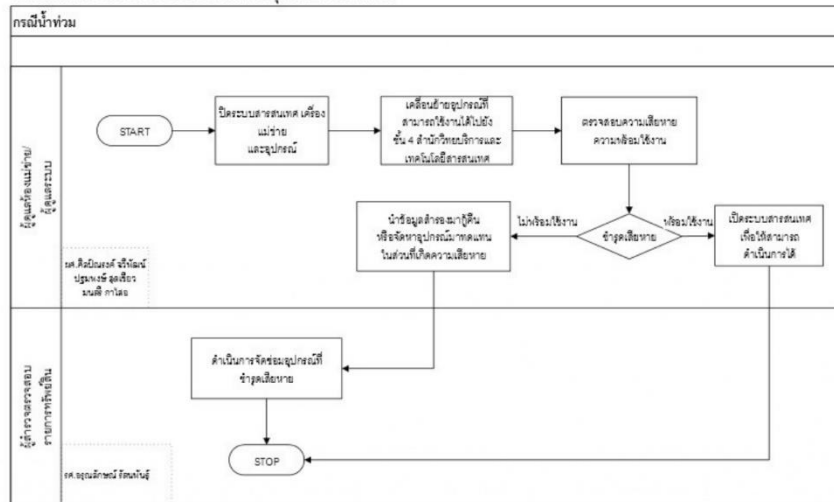 กรณีน้ำท่วม
ผู้ดูแลห้องแม่ข่าย/
ผู้ดูแลระบบ
START
ปิดระบบสารสนเทศ เครื่อง
แม่ข่าย
และอุปกรณ์
เคลื่อนย้ายอุปกรณ์ที่
สามารถใช้งานได้ไปยัง
ชั้น 4 สำนักวิทยบริการและ
เทคโนโลยีสารสนเทศ
ตรวจสอบความเสียหาย
ความพร้อมใช้งาน
นำข้อมูลสำรองมากู้คืน
หรือจัดหาอุปกรณ์มาทดแทน
ในส่วนที่เกิดความเสียหาย
ไม่พร้อมใช้งาน
ชำรุดเสียหาย
พร้อมใช้งาน
เปิดระบบสารสนเทศ
เพื่อให้สามารถ
ดำเนินการได้
ปฐมพงษ์
มนตรี
ผู้สำรวจตรวจสอบ
รายการทรัพย์สิน
ดำเนินการจัดซ่อมอุปกรณ์ที่
ชำรุดเสียหาย
STOP